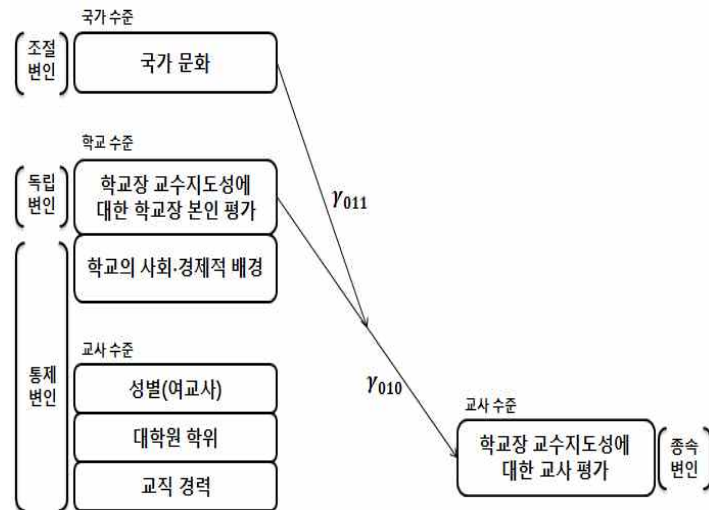 국가 수준
조절
변인
국가 문화
학교 수준
독립
변인
학교장 교수지도성에
대한 학교장 본인 평가
γ011
학교의 사회·경제적 배경
통제
변인
교사 수준
성별(여교사)
대학원 학위
교직 경력
γ010
교사 수준
학교장 교수지도성에
대한 교사 평가
종속
변인